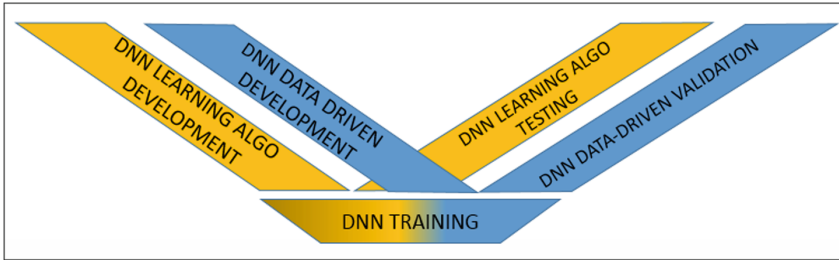 DNN LEARNING ALGO
DEVELOPMENT
DNN DATA DRIVEN
DEVELOPMENT
DNN LEARNING ALGO
TESTING
DNN DATA-DRIVEN VALIDATION
DNN TRAINING